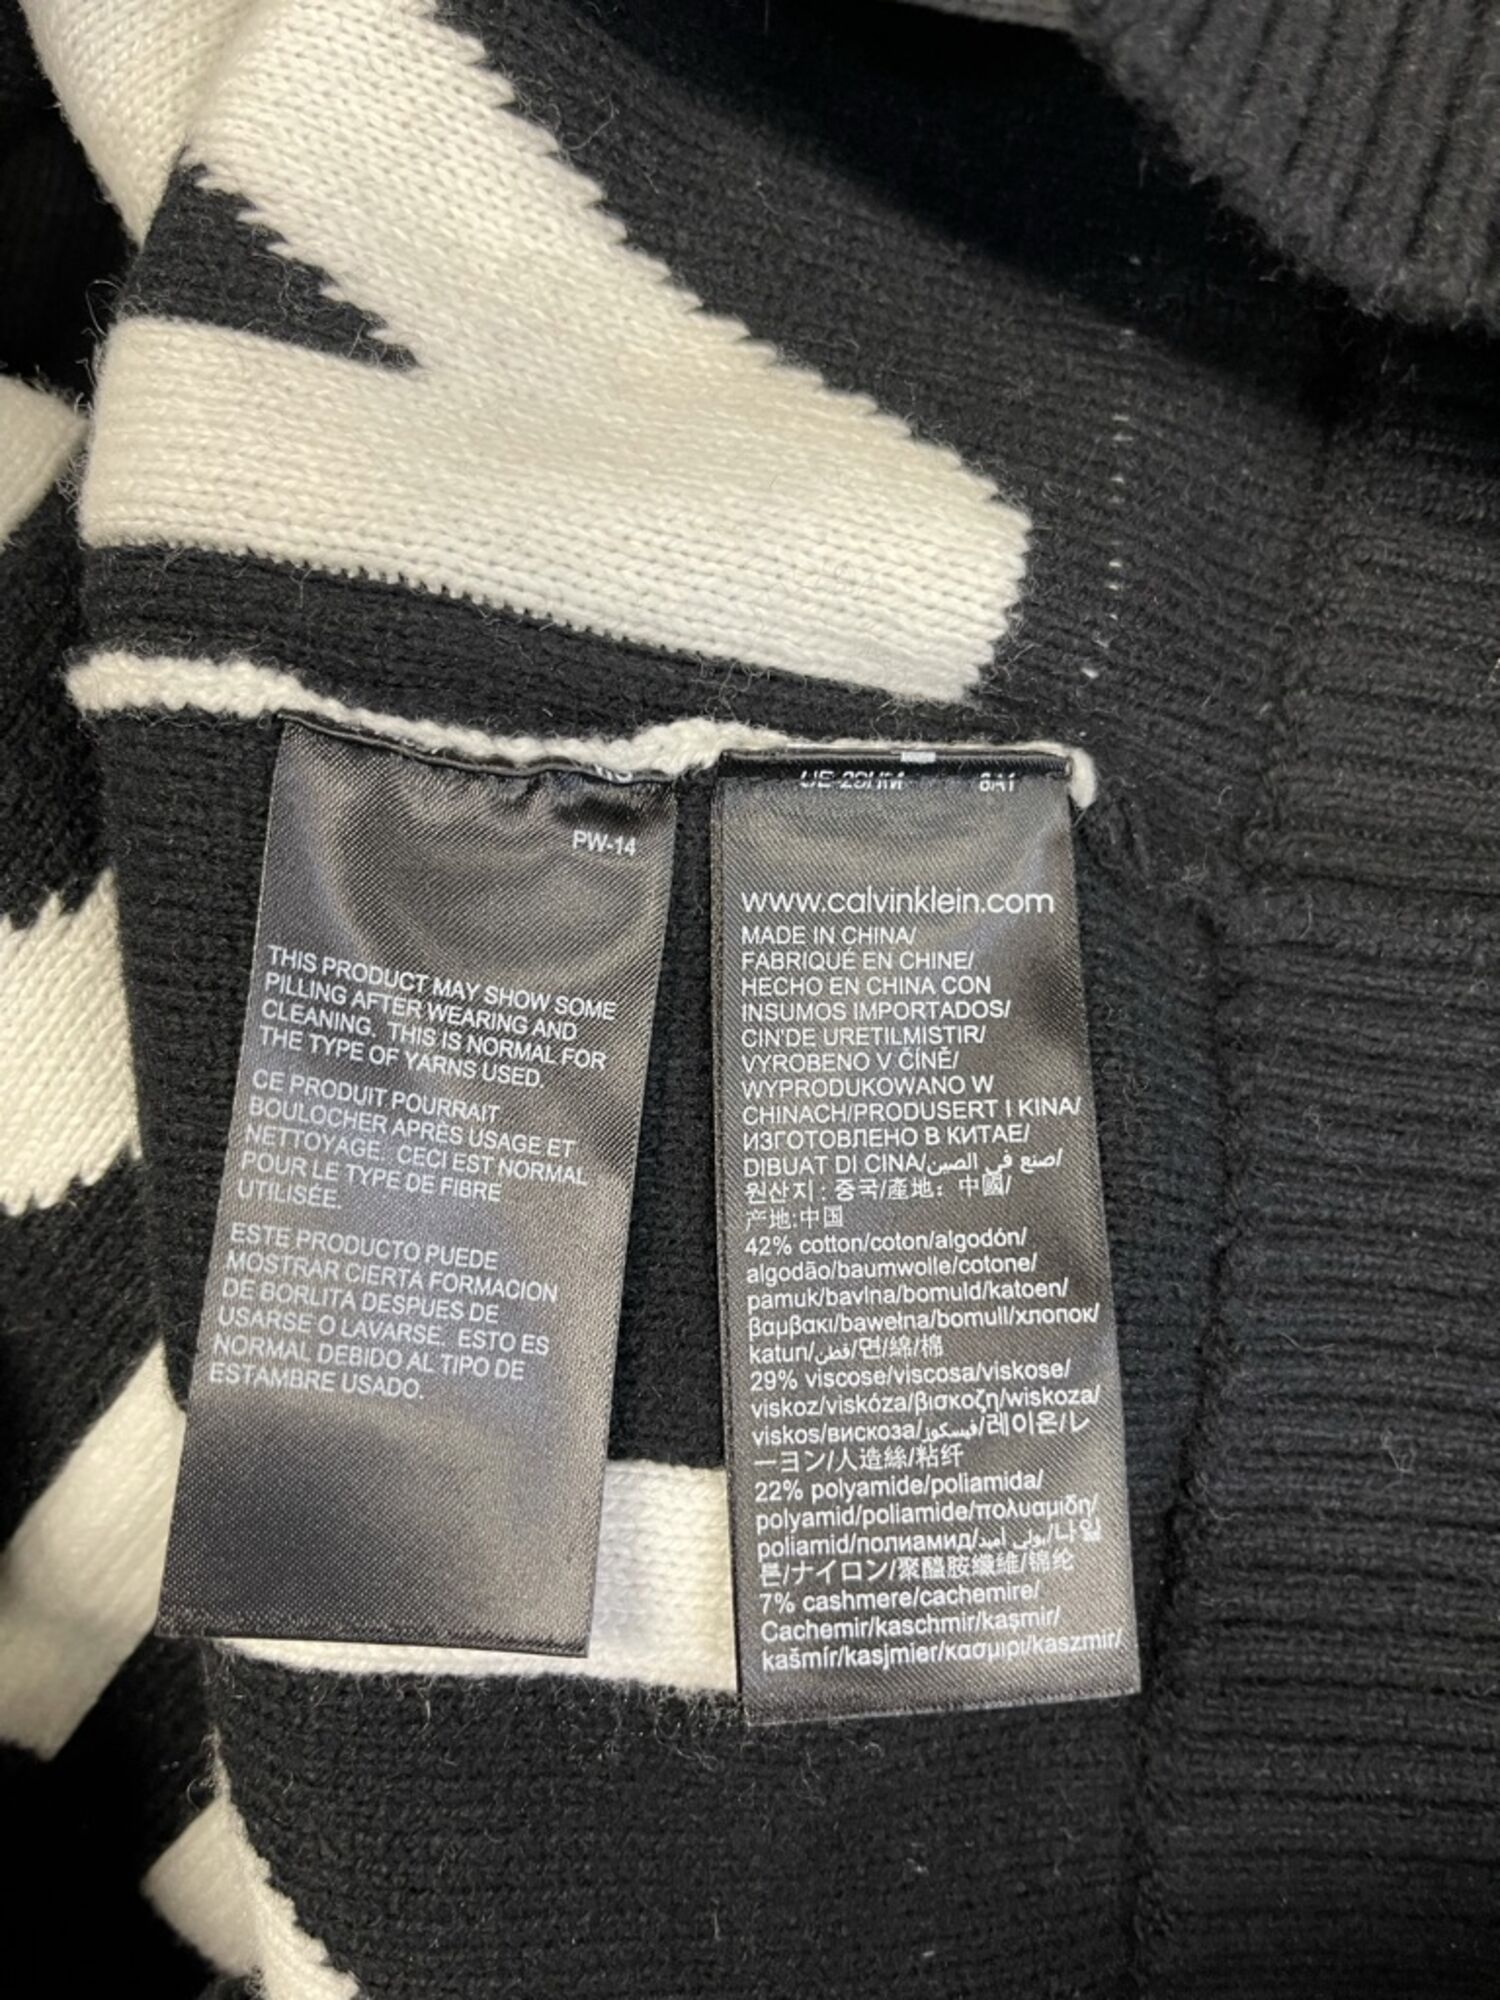 PW-14
THIS PRODUCT MAY SHOW SOME
PILLING AFTER WEARING AND
CLEANING. THIS IS NORMAL FOR
THE TYPE OF YARNS USED.
CE PRODUIT POURRAIT
BOULOCHER APRÈS USAGE ET
NETTOYAGE. CECI EST NORMAL
POUR LE TYPE DE FIBRE
UTILISÉE.
ESTE PRODUCTO PUEDE
MOSTRAR CIERTA FORMACION
DE BORLITA DESPUES DE
USARSE O LAVARSE. ESTO ES
NORMAL DEBIDO AL TIPO DE
ESTAMBRE USADO.
www.calvinklein.com
MADE IN CHINA/
FABRIQUÉ EN CHINE/
HECHO EN CHINA CON
INSUMOS IMPORTADOS/
CIN'DE URETILMISTIR/
VYROBENO V ČÍNĚ/
WYPRODUKOWANO W
CHINACH/PRODUSERT I KINA/
ИЗГОТОВЛЕНО В КИТАЕ/
DIBUAT DI CINA/صنع في الصين/
원산지 : 중국/產地：中國/
产地:中国
42% cotton/coton/algodón/
algodão/baumwolle/cotone/
pamuk/bavlna/bomuld/katoen/
βαμβακι/bawełna/bomull/хлопок/
katun/قطن/면/綿/棉
29% viscose/viscosa/viskose/
viskoz/viskóza/βισκοζη/wiskoza/
viskos/вискоза/فيسكوز/레이온/レ
ーヨン/人造絲/粘纤
22% polyamide/poliamida/
polyamid/poliamide/πολυαμιδη/
poliamid/полиамид/بولي أميد/나일
론/ナイロン/聚醯胺纖維/锦纶
7% cashmere/cachemire/
Cachemir/kaschmir/kaşmir/
kašmír/kasjmier/κασμιρι/kaszmir/